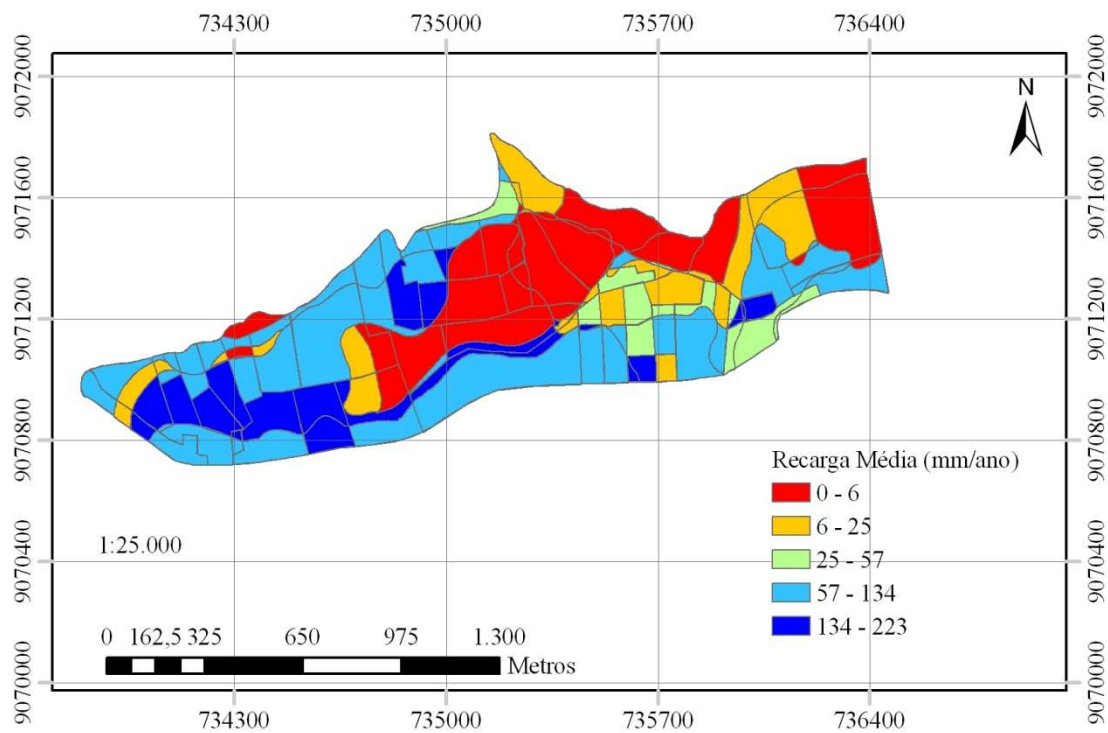 734300 735000 735700 736400
9072000 9072000
N
9071600 9071600
9071200 9071200
9070800 9070800
Recarga Média (mm/ano)
0 - 6
6 - 25
25 - 57
57 - 134
134 - 223
1:25.000
9070400 9070400
0 162,5 325 650 975 1.300
Metros
9070000 9070000
734300 735000 735700 736400